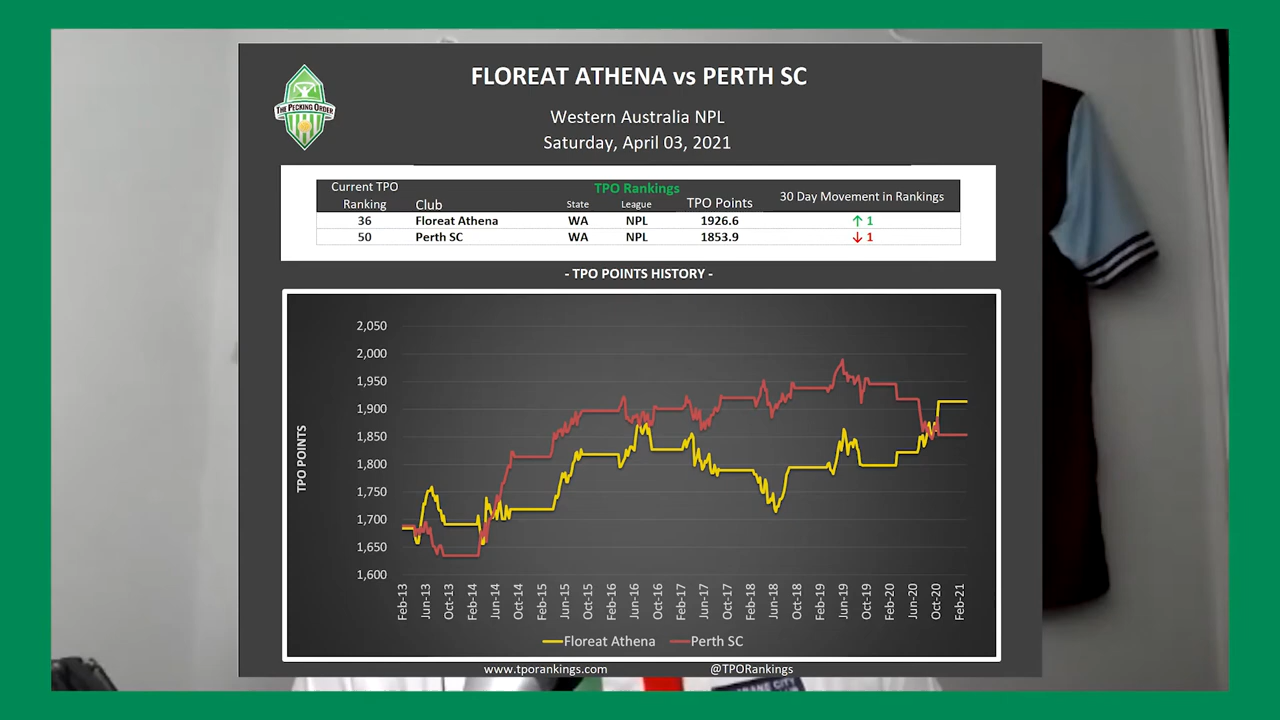 FLOREAT ATHENA vs PERTH SC
THE PECKING ORDER
Western Australia NPL
Saturday, April 03, 2021
Current TPO Ranking Club TPO Rankings State League TPO Points 30 Day Movement in Rankings
36 Floreat Athena WA NPL 1926.6 ↑ 1
50 Perth SC WA NPL 1853.9 ↓ 1
- TPO POINTS HISTORY -
TPO POINTS
2,050
2,000
1,950
1,900
1,850
1,800
1,750
1,700
1,650
1,600
Feb-13 Jun-13 Oct-13 Feb-14 Jun-14 Oct-14 Feb-15 Jun-15 Oct-15 Feb-16 Jun-16 Oct-16 Feb-17 Jun-17 Oct-17 Feb-18 Jun-18 Oct-18 Feb-19 Jun-19 Oct-19 Feb-20 Jun-20 Oct-20 Feb-21
Floreat Athena Perth SC
www.tporankings.com @TPORankings
CITY